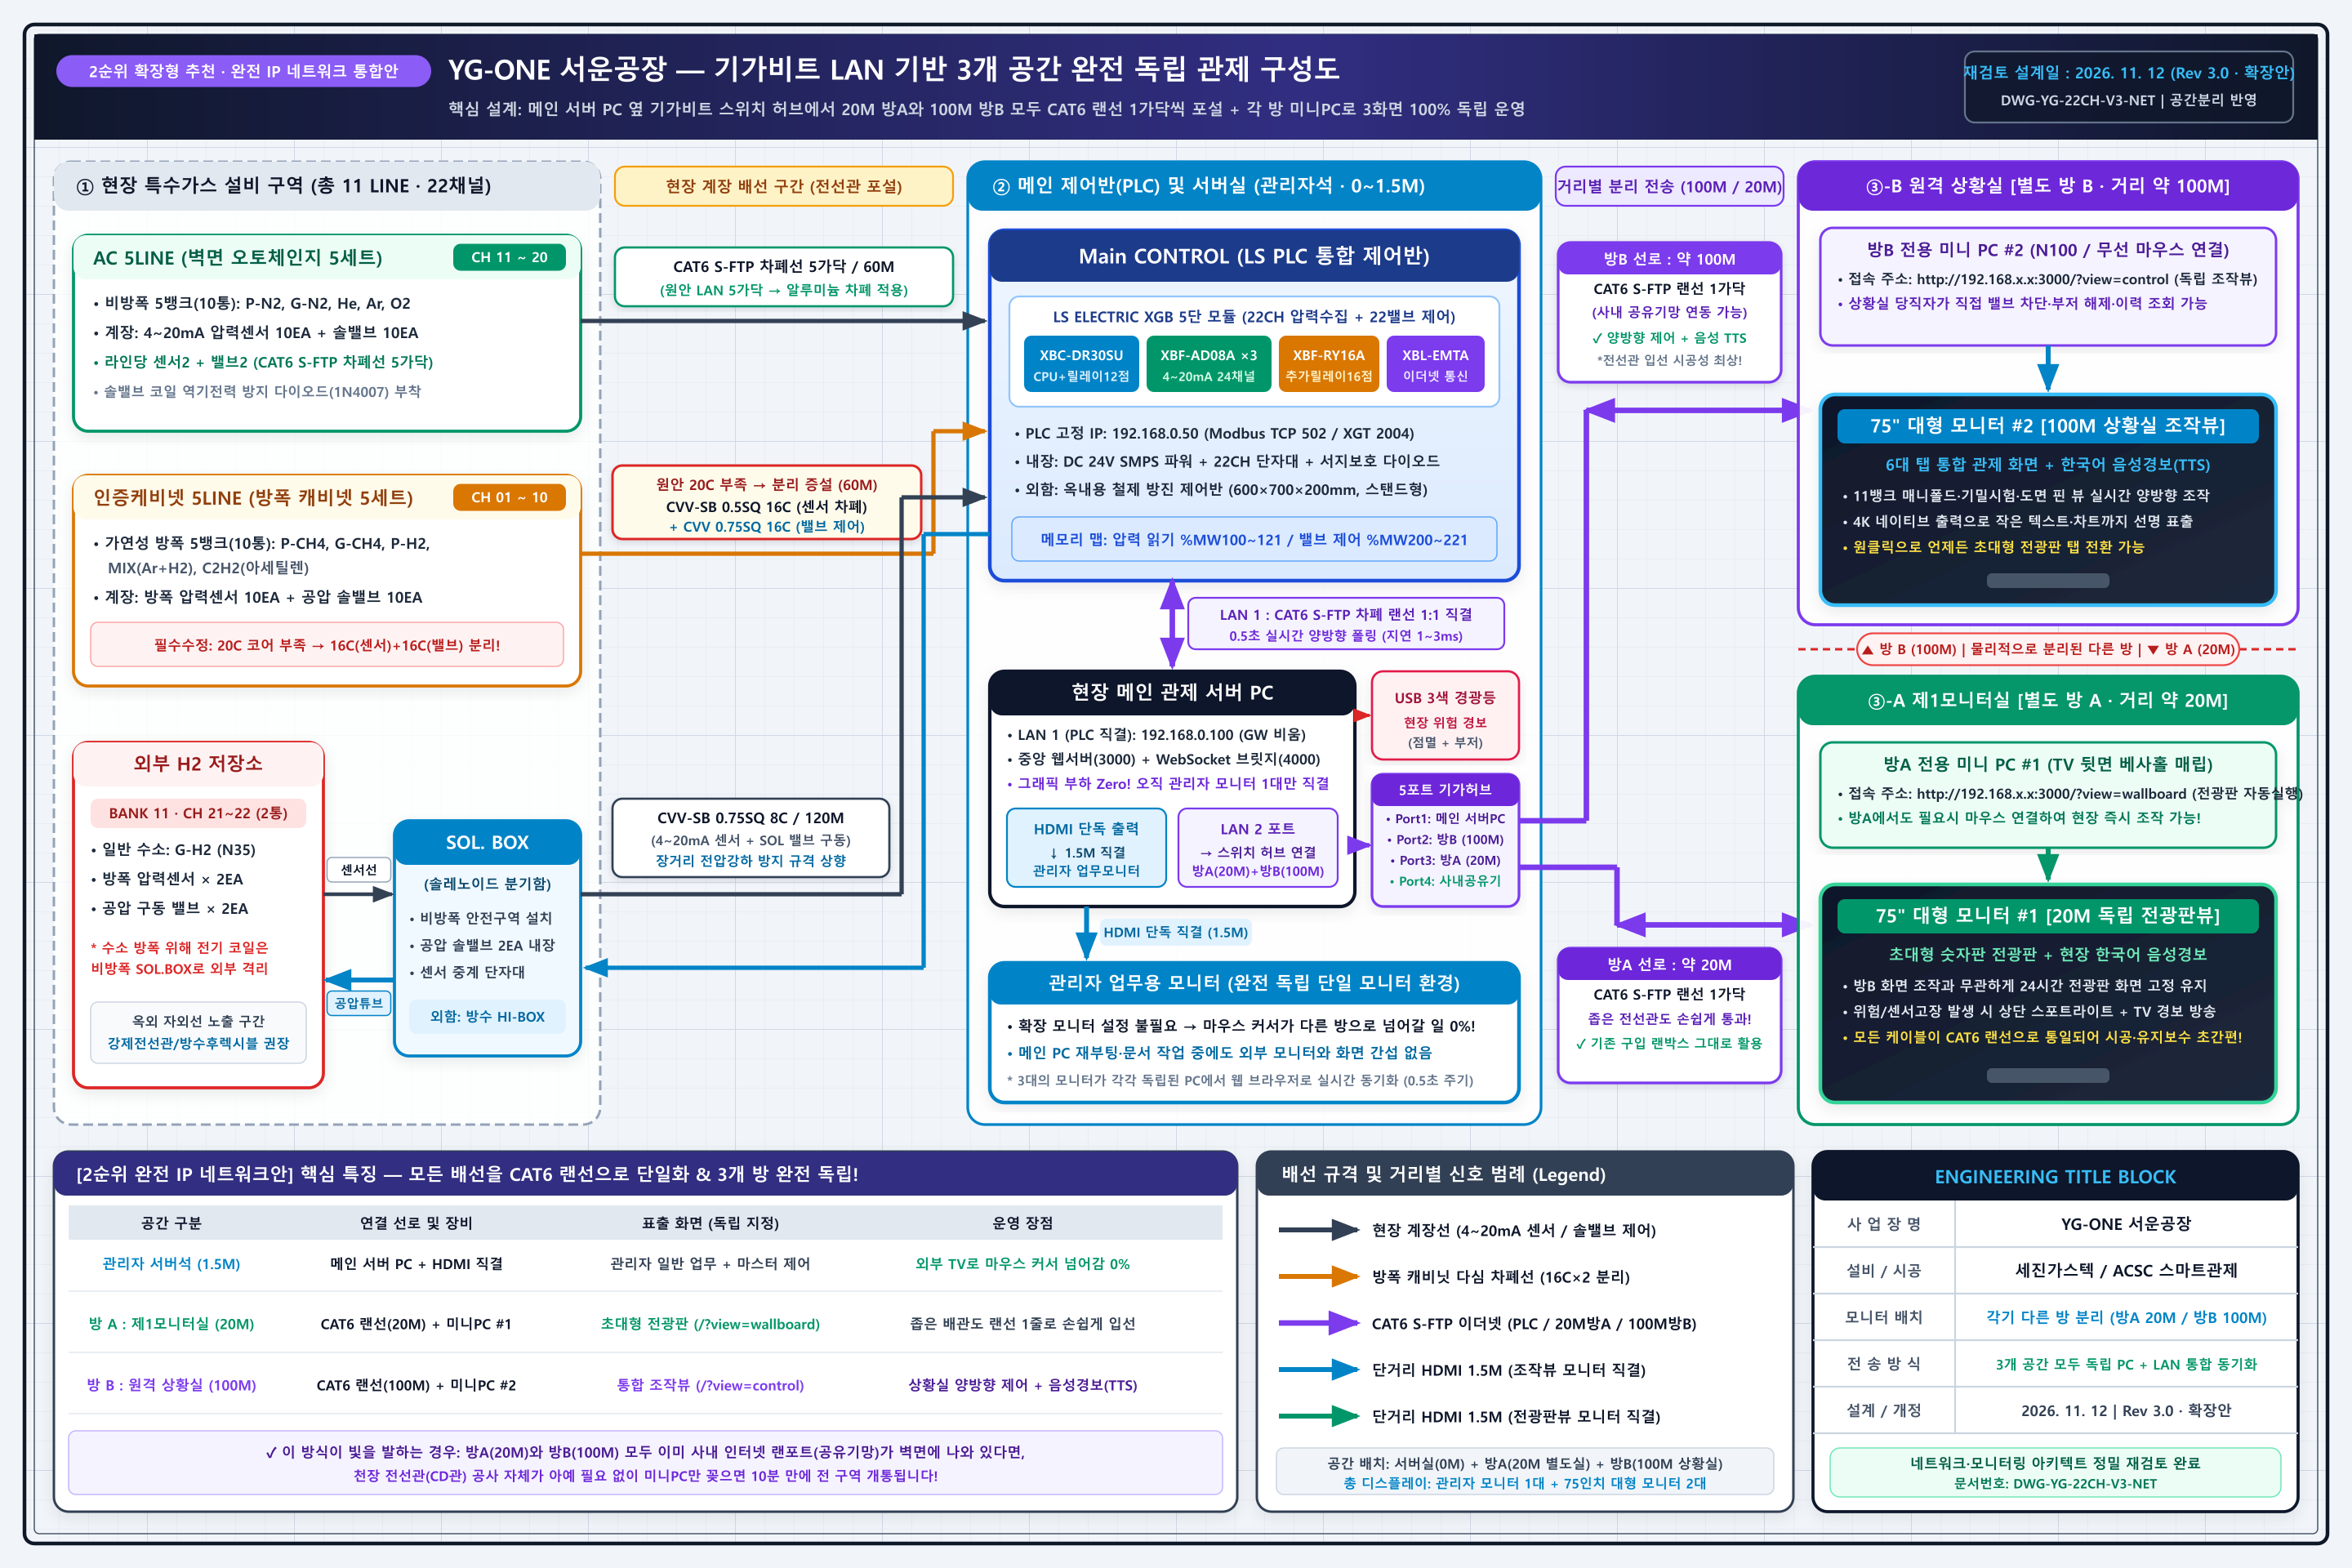 2순위 확장형 추천 · 완전 IP 네트워크 통합안
YG-ONE 서운공장 — 기가비트 LAN 기반 3개 공간 완전 독립 관제 구성도
핵심 설계: 메인 서버 PC 옆 기가비트 스위치 허브에서 20M 방A와 100M 방B 모두 CAT6 랜선 1가닥씩 포설 + 각 방 미니PC로 3화면 100% 독립 운영
재검토 설계일 : 2026. 11. 12 (Rev 3.0 · 확장안)
DWG-YG-22CH-V3-NET | 공간분리 반영
① 현장 특수가스 설비 구역 (총 11 LINE · 22채널)
AC 5LINE (벽면 오토체인지 5세트)
CH 11 ~ 20
• 비방폭 5뱅크(10통): P-N2, G-N2, He, Ar, O2
• 계장: 4~20mA 압력센서 10EA + 솔밸브 10EA
• 라인당 센서2 + 밸브2 (CAT6 S-FTP 차폐선 5가닥)
• 솔밸브 코일 역기전력 방지 다이오드(1N4007) 부착
인증케비넷 5LINE (방폭 캐비넷 5세트)
CH 01 ~ 10
• 가연성 방폭 5뱅크(10통): P-CH4, G-CH4, P-H2,
MIX(Ar+H2), C2H2(아세틸렌)
• 계장: 방폭 압력센서 10EA + 공압 솔밸브 10EA
필수수정: 20C 코어 부족 → 16C(센서)+16C(밸브) 분리!
외부 H2 저장소
BANK 11 · CH 21~22 (2통)
• 일반 수소: G-H2 (N35)
• 방폭 압력센서 × 2EA
• 공압 구동 밸브 × 2EA
* 수소 방폭 위해 전기 코일은
비방폭 SOL.BOX로 외부 격리
옥외 자외선 노출 구간
강제전선관/방수후렉시블 권장
센서선
공압튜브
SOL. BOX
(솔레노이드 분기함)
• 비방폭 안전구역 설치
• 공압 솔밸브 2EA 내장
• 센서 중계 단자대
외함: 방수 HI-BOX
현장 계장 배선 구간 (전선관 포설)
CAT6 S-FTP 차폐선 5가닥 / 60M
(원안 LAN 5가닥 → 알루미늄 차폐 적용)
원안 20C 부족 → 분리 증설 (60M)
CVV-SB 0.5SQ 16C (센서 차폐)
+ CVV 0.75SQ 16C (밸브 제어)
CVV-SB 0.75SQ 8C / 120M
(4~20mA 센서 + SOL 밸브 구동)
장거리 전압강하 방지 규격 상향
② 메인 제어반(PLC) 및 서버실 (관리자석 · 0~1.5M)
Main CONTROL (LS PLC 통합 제어반)
LS ELECTRIC XGB 5단 모듈 (22CH 압력수집 + 22밸브 제어)
XBC-DR30SU
CPU+릴레이12점
XBF-AD08A ×3
4~20mA 24채널
XBF-RY16A
추가릴레이16점
XBL-EMTA
이더넷 통신
• PLC 고정 IP: 192.168.0.50 (Modbus TCP 502 / XGT 2004)
• 내장: DC 24V SMPS 파워 + 22CH 단자대 + 서지보호 다이오드
• 외함: 옥내용 철제 방진 제어반 (600×700×200mm, 스탠드형)
메모리 맵: 압력 읽기 %MW100~121 / 밸브 제어 %MW200~221
LAN 1 : CAT6 S-FTP 차폐 랜선 1:1 직결
0.5초 실시간 양방향 폴링 (지연 1~3ms)
현장 메인 관제 서버 PC
• LAN 1 (PLC 직결): 192.168.0.100 (GW 비움)
• 중앙 웹서버(3000) + WebSocket 브릿지(4000)
• 그래픽 부하 Zero! 오직 관리자 모니터 1대만 직결
HDMI 단독 출력
↓ 1.5M 직결
관리자 업무모니터
LAN 2 포트
→ 스위치 허브 연결
방A(20M)+방B(100M)
USB 3색 경광등
현장 위험 경보
(점멸 + 부저)
5포트 기가허브
• Port1: 메인 서버PC
• Port2: 방B (100M)
• Port3: 방A (20M)
• Port4: 사내공유기
HDMI 단독 직결 (1.5M)
관리자 업무용 모니터 (완전 독립 단일 모니터 환경)
• 확장 모니터 설정 불필요 → 마우스 커서가 다른 방으로 넘어갈 일 0%!
• 메인 PC 재부팅·문서 작업 중에도 외부 모니터와 화면 간섭 없음
* 3대의 모니터가 각각 독립된 PC에서 웹 브라우저로 실시간 동기화 (0.5초 주기)
거리별 분리 전송 (100M / 20M)
방B 선로 : 약 100M
CAT6 S-FTP 랜선 1가닥
(사내 공유기망 연동 가능)
✓ 양방향 제어 + 음성 TTS
*전선관 입선 시공성 최상!
방A 선로 : 약 20M
CAT6 S-FTP 랜선 1가닥
좁은 전선관도 손쉽게 통과!
✓ 기존 구입 랜박스 그대로 활용
③-B 원격 상황실 [별도 방 B · 거리 약 100M]
방B 전용 미니 PC #2 (N100 / 무선 마우스 연결)
• 접속 주소: http://192.168.x.x:3000/?view=control (독립 조작뷰)
• 상황실 당직자가 직접 밸브 차단·부저 해제·이력 조회 가능
75" 대형 모니터 #2 [100M 상황실 조작뷰]
6대 탭 통합 관제 화면 + 한국어 음성경보(TTS)
• 11뱅크 매니폴드·기밀시험·도면 핀 뷰 실시간 양방향 조작
• 4K 네이티브 출력으로 작은 텍스트·차트까지 선명 표출
• 원클릭으로 언제든 초대형 전광판 탭 전환 가능
▲ 방 B (100M) | 물리적으로 분리된 다른 방 | ▼ 방 A (20M)
③-A 제1모니터실 [별도 방 A · 거리 약 20M]
방A 전용 미니 PC #1 (TV 뒷면 베사홀 매립)
• 접속 주소: http://192.168.x.x:3000/?view=wallboard (전광판 자동실행)
• 방A에서도 필요시 마우스 연결하여 현장 즉시 조작 가능!
75" 대형 모니터 #1 [20M 독립 전광판뷰]
초대형 숫자판 전광판 + 현장 한국어 음성경보
• 방B 화면 조작과 무관하게 24시간 전광판 화면 고정 유지
• 위험/센서고장 발생 시 상단 스포트라이트 + TV 경보 방송
• 모든 케이블이 CAT6 랜선으로 통일되어 시공·유지보수 초간편!
[2순위 완전 IP 네트워크안] 핵심 특징 — 모든 배선을 CAT6 랜선으로 단일화 & 3개 방 완전 독립!
공간 구분 연결 선로 및 장비 표출 화면 (독립 지정) 운영 장점
관리자 서버석 (1.5M) 메인 서버 PC + HDMI 직결 관리자 일반 업무 + 마스터 제어 외부 TV로 마우스 커서 넘어감 0%
방 A : 제1모니터실 (20M) CAT6 랜선(20M) + 미니PC #1 초대형 전광판 (/?view=wallboard) 좁은 배관도 랜선 1줄로 손쉽게 입선
방 B : 원격 상황실 (100M) CAT6 랜선(100M) + 미니PC #2 통합 조작뷰 (/?view=control) 상황실 양방향 제어 + 음성경보(TTS)
✓ 이 방식이 빛을 발하는 경우: 방A(20M)와 방B(100M) 모두 이미 사내 인터넷 랜포트(공유기망)가 벽면에 나와 있다면,
천장 전선관(CD관) 공사 자체가 아예 필요 없이 미니PC만 꽂으면 10분 만에 전 구역 개통됩니다!
배선 규격 및 거리별 신호 범례 (Legend)
현장 계장선 (4~20mA 센서 / 솔밸브 제어)
방폭 캐비닛 다심 차폐선 (16C×2 분리)
CAT6 S-FTP 이더넷 (PLC / 20M방A / 100M방B)
단거리 HDMI 1.5M (조작뷰 모니터 직결)
단거리 HDMI 1.5M (전광판뷰 모니터 직결)
공간 배치: 서버실(0M) + 방A(20M 별도실) + 방B(100M 상황실)
총 디스플레이: 관리자 모니터 1대 + 75인치 대형 모니터 2대
ENGINEERING TITLE BLOCK
사 업 장 명 YG-ONE 서운공장
설비 / 시공 세진가스텍 / ACSC 스마트관제
모니터 배치 각기 다른 방 분리 (방A 20M / 방B 100M)
전 송 방 식 3개 공간 모두 독립 PC + LAN 통합 동기화
설계 / 개정 2026. 11. 12 | Rev 3.0 · 확장안
네트워크·모니터링 아키텍트 정밀 재검토 완료
문서번호: DWG-YG-22CH-V3-NET